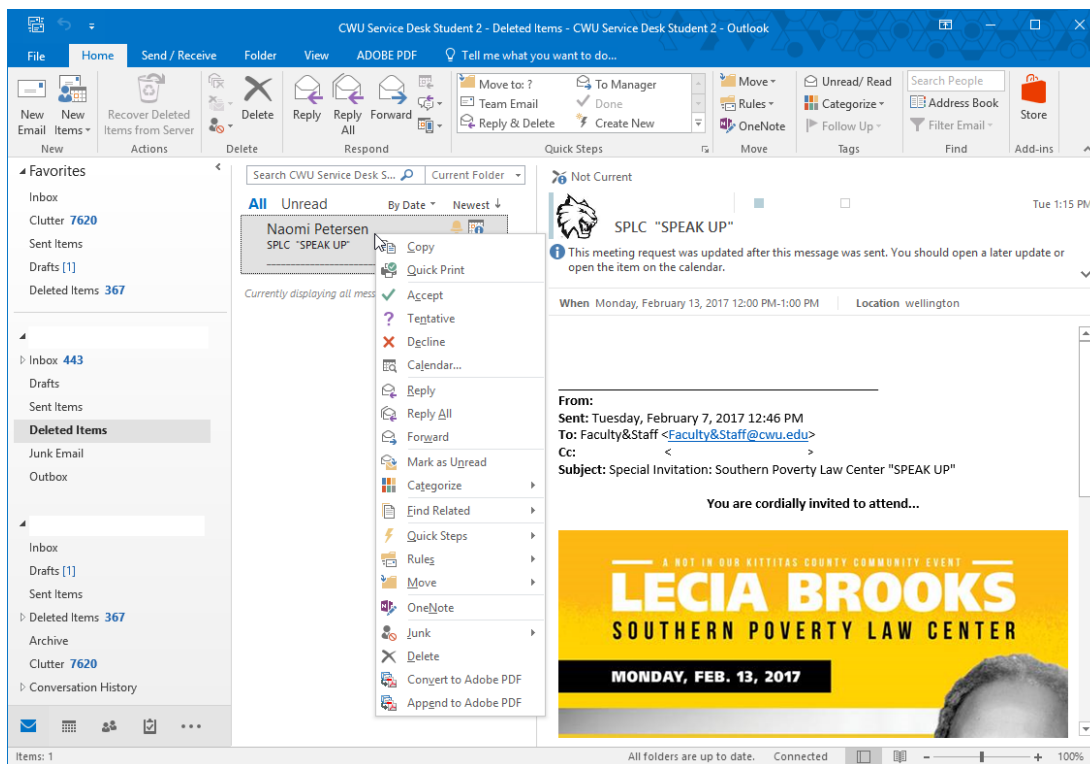 CWU Service Desk Student 2 - Deleted Items - CWU Service Desk Student 2 - Outlook
File Home Send / Receive Folder View ADOBE PDF Tell me what you want to do...
New Email
New Items
Recover Deleted Items from Server
Delete
Reply
Reply All
Forward
Move to: ?
Team Email
Reply & Delete
To Manager
Done
Create New
Move
Rules
OneNote
Unread/ Read
Categorize
Follow Up
Search People
Address Book
Filter Email
Store
New Actions Delete Respond Quick Steps Move Tags Find Add-ins
Favorites
Inbox
Clutter 7620
Sent Items
Drafts [1]
Deleted Items 367
Inbox 443
Drafts
Sent Items
Deleted Items
Junk Email
Outbox
Inbox
Drafts [1]
Sent Items
Deleted Items 367
Archive
Clutter 7620
Conversation History
Search CWU Service Desk S... Current Folder
All Unread By Date Newest ↓
Naomi Petersen
SPLC "SPEAK UP"
Currently displaying all mess
Copy
Quick Print
Accept
Tentative
Decline
Calendar...
Reply
Reply All
Forward
Mark as Unread
Categorize
Find Related
Quick Steps
Rules
Move
OneNote
Junk
Delete
Convert to Adobe PDF
Append to Adobe PDF
Not Current
Tue 1:15 PM
SPLC "SPEAK UP"
This meeting request was updated after this message was sent. You should open a later update or
open the item on the calendar.
When Monday, February 13, 2017 12:00 PM-1:00 PM Location wellington
From:
Sent: Tuesday, February 7, 2017 12:46 PM
To: Faculty&Staff <Faculty&Staff@cwu.edu>
Cc: < >
Subject: Special Invitation: Southern Poverty Law Center "SPEAK UP"
You are cordially invited to attend...
A NOT IN OUR KITTITAS COUNTY COMMUNITY EVENT
LECIA BROOKS
SOUTHERN POVERTY LAW CENTER
MONDAY, FEB. 13, 2017
Items: 1 All folders are up to date. Connected 100%